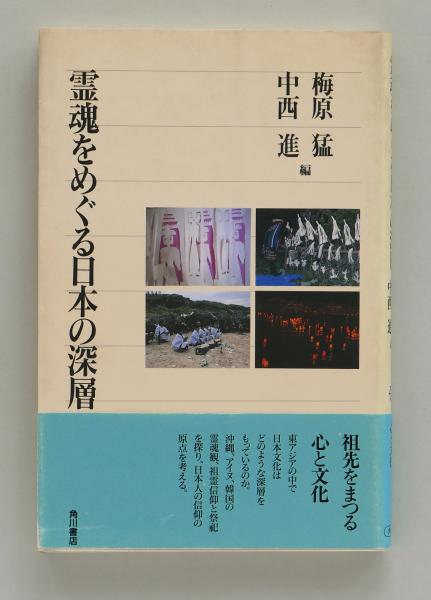 梅原 猛
中西 進
編
霊魂をめぐる日本の深層
祖先をまつる
心と文化
東アジアの中で
日本文化は
どのような深層を
もっているのか。
沖縄、アイヌ、韓国の
霊魂観、祖霊信仰と祭祀
を探り、日本人の信仰の
原点を考える。
角川書店